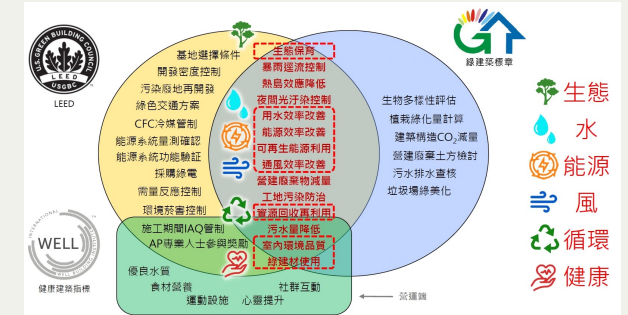 U.S. GREEN BUILDING COUNCIL
LEED
USGBC
LEED
綠建築標章
基地選擇條件
開發密度控制
污染廢地再開發
綠色交通方案
CFC冷媒管制
能源系統量測確認
能源系統功能驗証
採購綠電
需量反應控制
環境菸害控制
生態保育
暴雨逕流控制
熱島效應降低
夜間光汙染控制
用水效率改善
能源效率改善
可再生能源利用
通風效率改善
營建廢棄物減量
工地污染防治
資源回收再利用
污水量降低
室內環境品質
綠建材使用
生物多樣性評估
植栽綠化量計算
建築構造CO₂減量
營建廢棄土方檢討
污水排水查核
垃圾場綠美化
生態
水
能源
風
循環
健康
INTERNATIONAL
WELL
WELL BUILDING INSTITUTE
健康建築指標
施工期間IAQ管制
AP專業人士參與獎勵
優良水質
食材營養
社群互動
運動設施
心靈提升
營運端